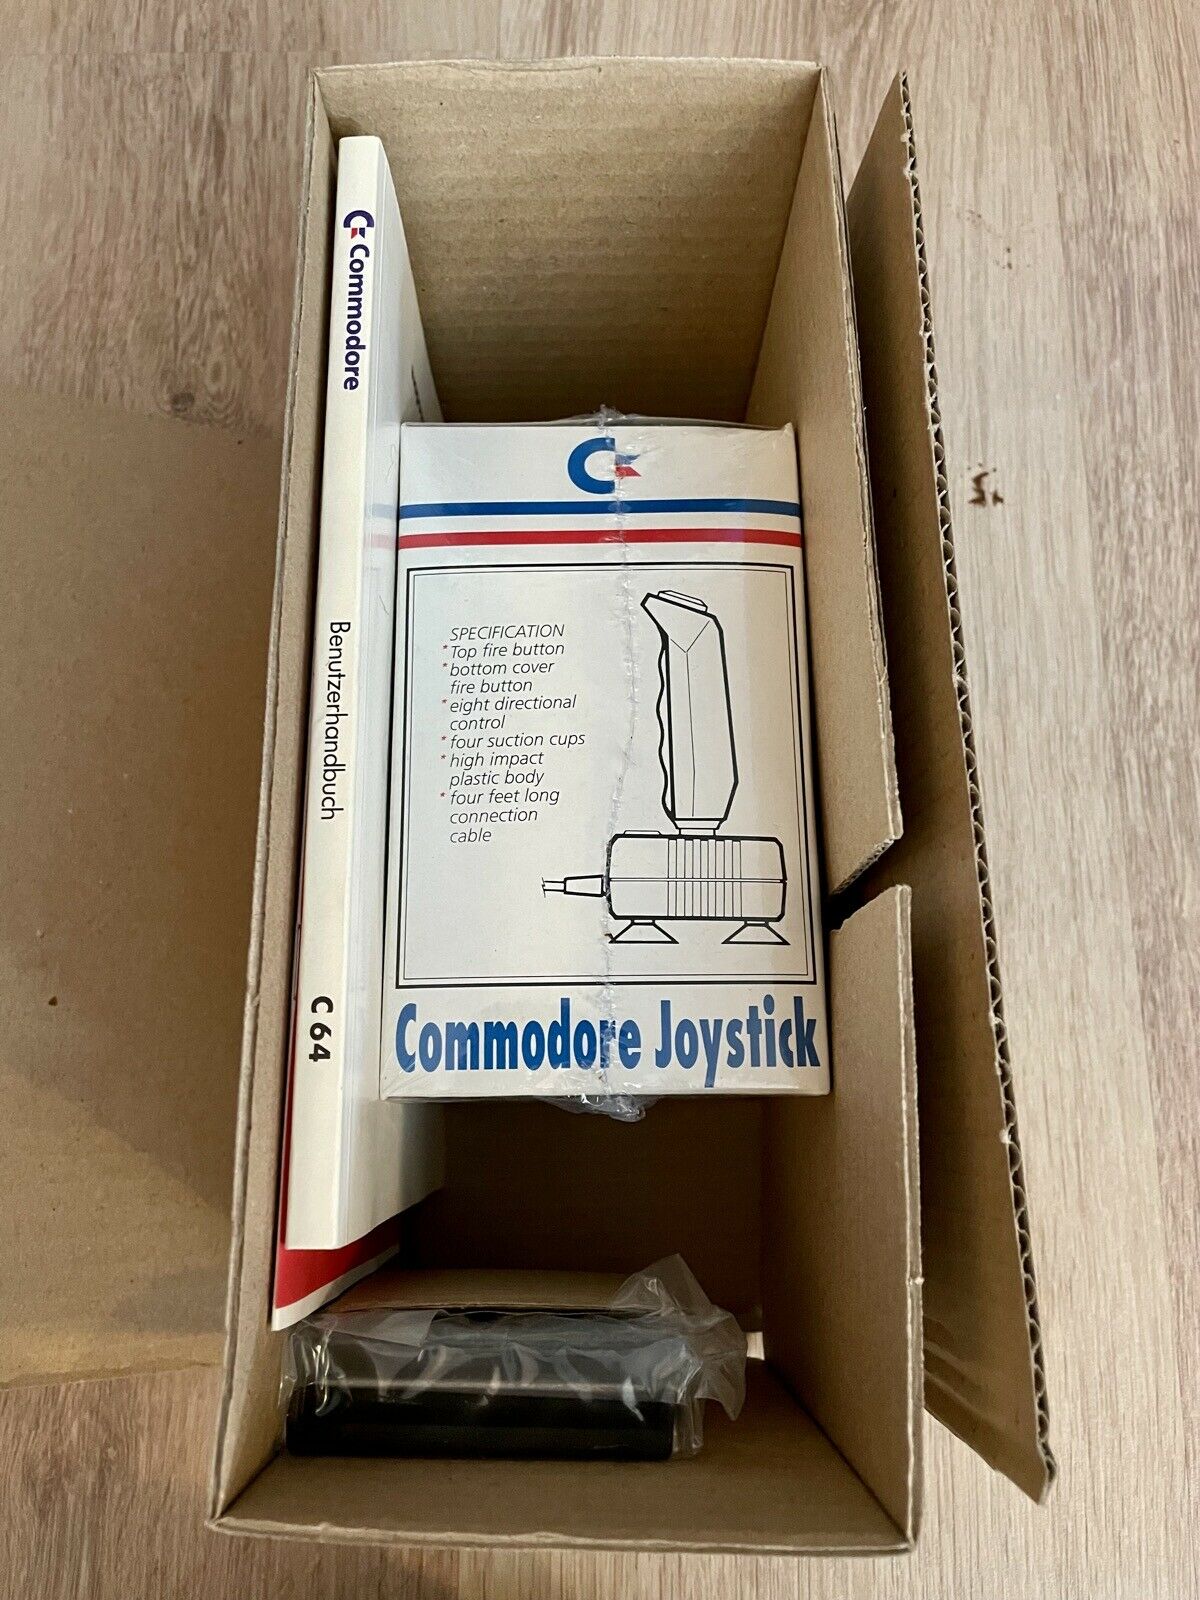 Commodore
Benutzerhandbuch
C 64
SPECIFICATION
* Top fire button
* bottom cover
fire button
* eight directional
control
* four suction cups
* high impact
plastic body
* four feet long
connection
cable
Commodore Joystick